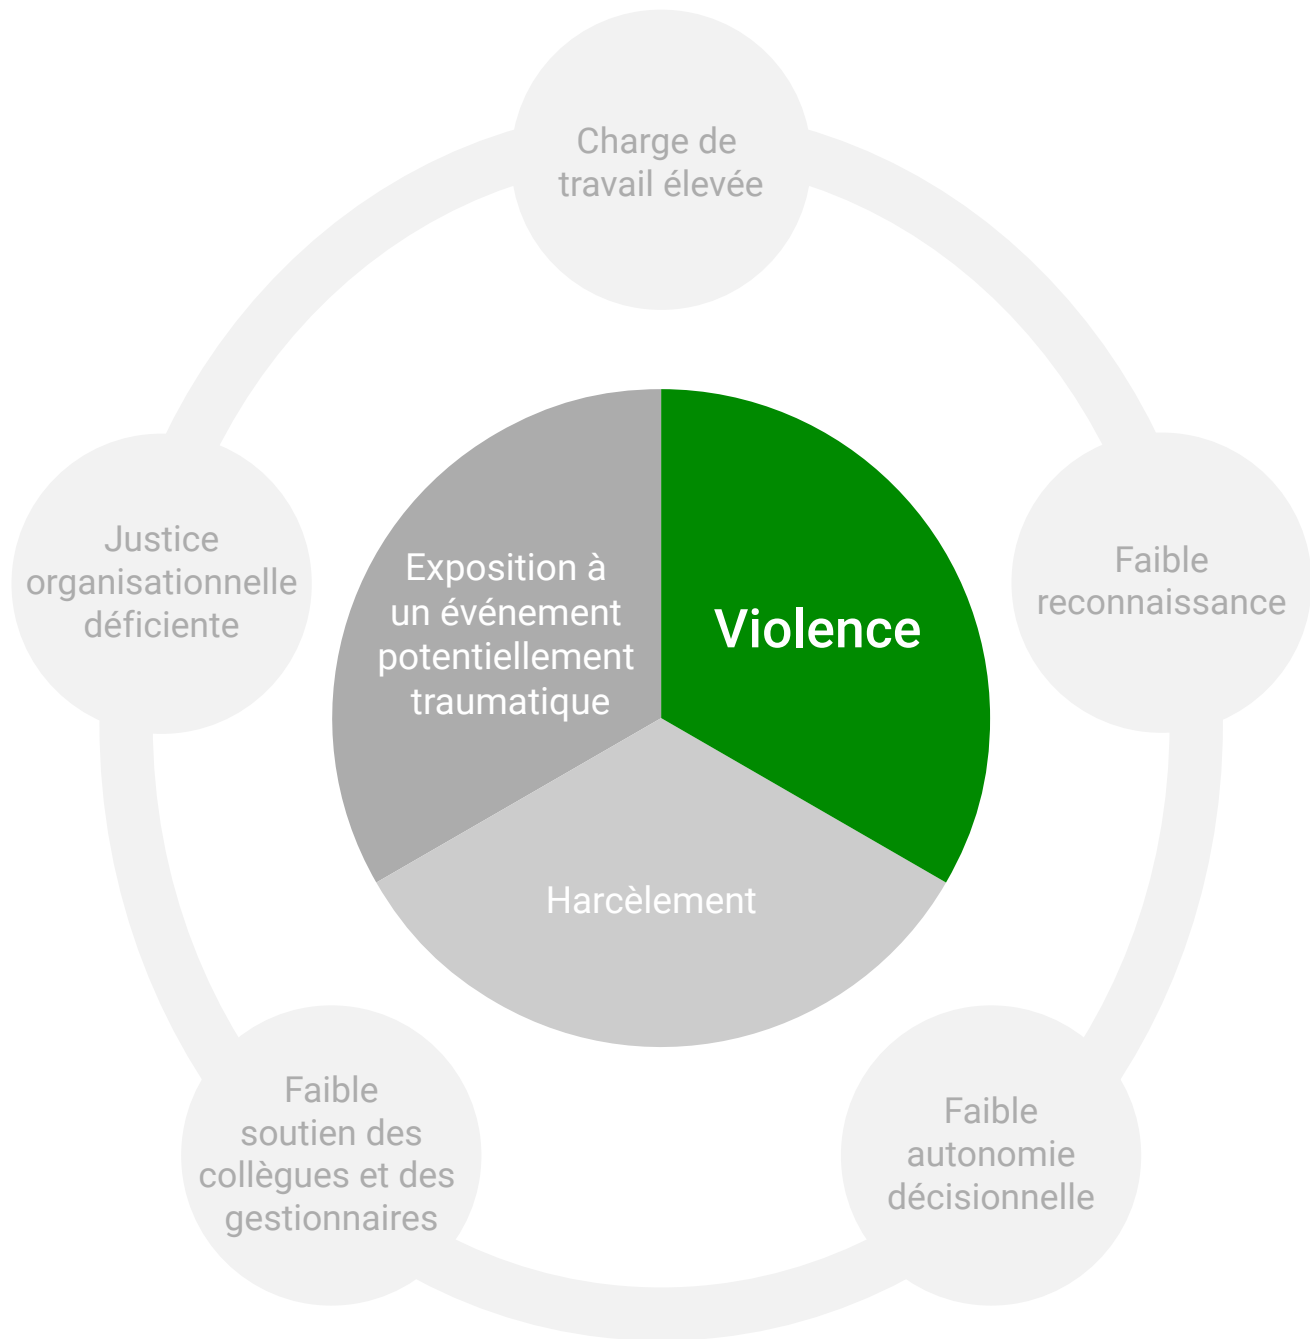 Charge de
travail élevée
Justice
organisationnelle
déficiente
Exposition à
un événement
potentiellement
traumatique
Violence
Faible
reconnaissance
Harcèlement
Faible
soutien des
collègues et des
gestionnaires
Faible
autonomie
décisionnelle